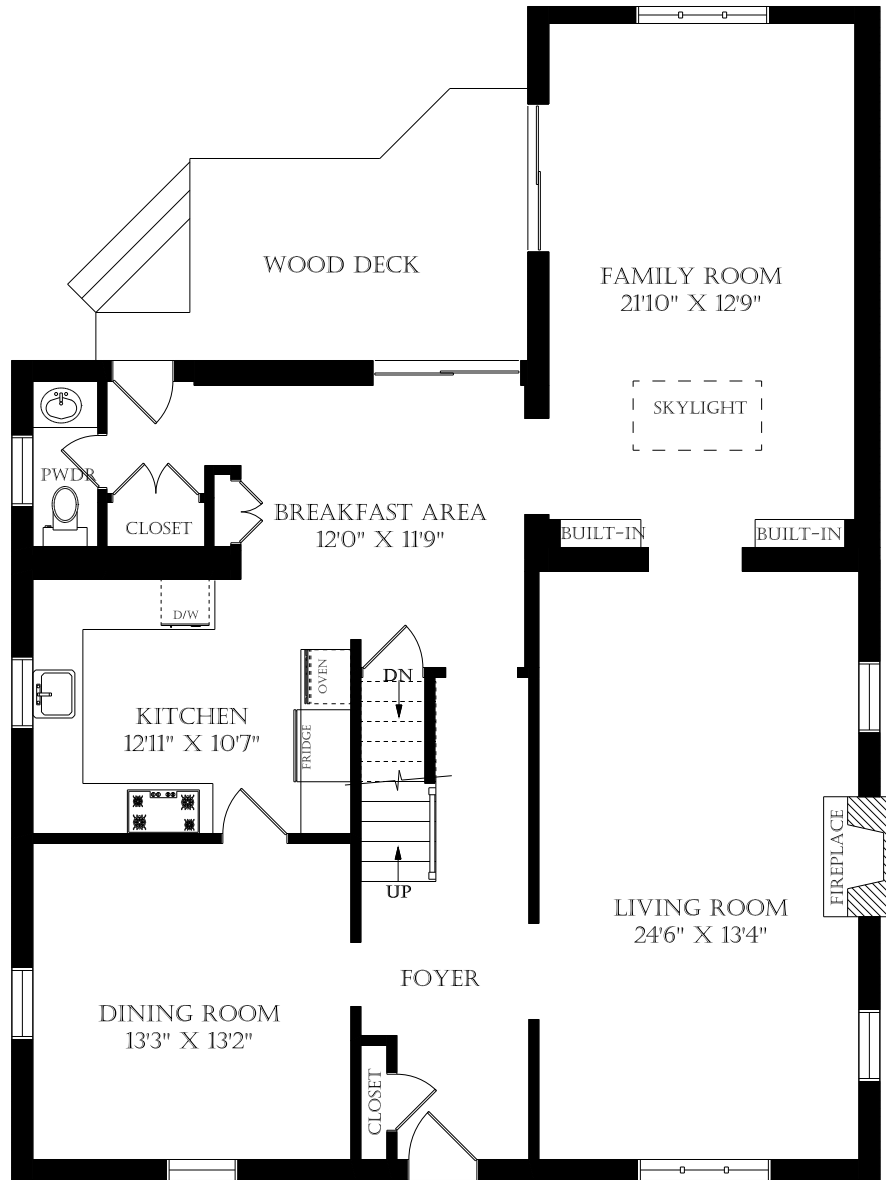 WOOD DECK
FAMILY ROOM
21'10" X 12'9"
SKYLIGHT
PWDR
CLOSET
BREAKFAST AREA
12'0" X 11'9"
BUILT-IN
BUILT-IN
D/W
OVEN
DN
KITCHEN
12'11" X 10'7"
FRIDGE
UP
FIREPLACE
LIVING ROOM
24'6" X 13'4"
FOYER
DINING ROOM
13'3" X 13'2"
CLOSET